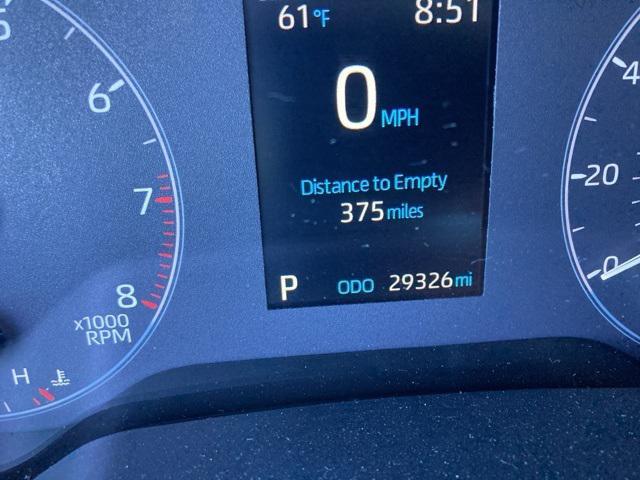 61°F 8:51
0 MPH
Distance to Empty
375 miles
P ODO 29326 mi
6
7
8
x1000
RPM
H
4
20
0